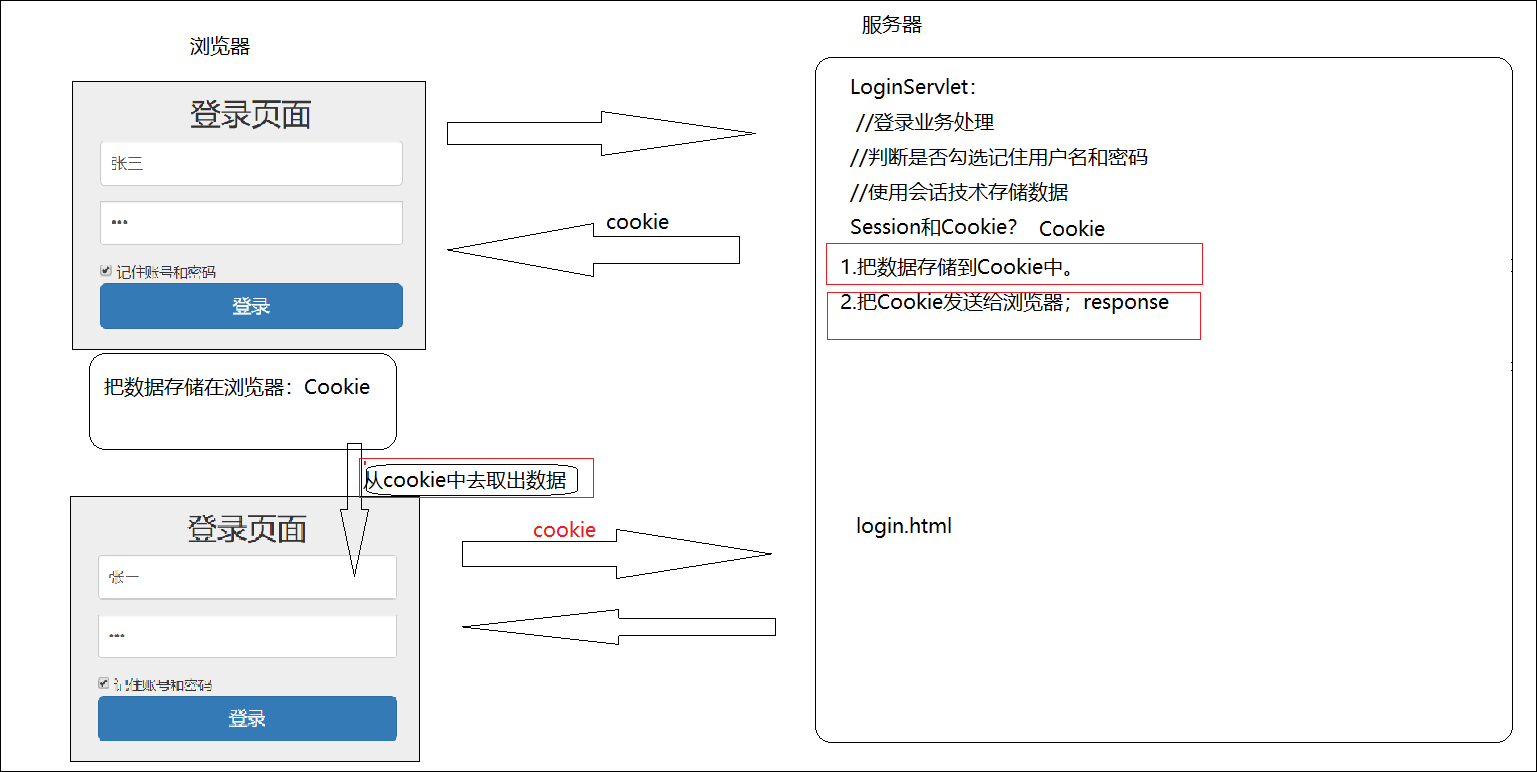 浏览器
登录页面
张三
•••
记住账号和密码
登录
把数据存储在浏览器：Cookie
cookie
服务器
LoginServlet：
//登录业务处理
//判断是否勾选记住用户名和密码
//使用会话技术存储数据
Session和Cookie？ Cookie
1.把数据存储到Cookie中。
2.把Cookie发送给浏览器；response
从cookie中去取出数据
登录页面
•••
记住账号和密码
登录
cookie
login.html